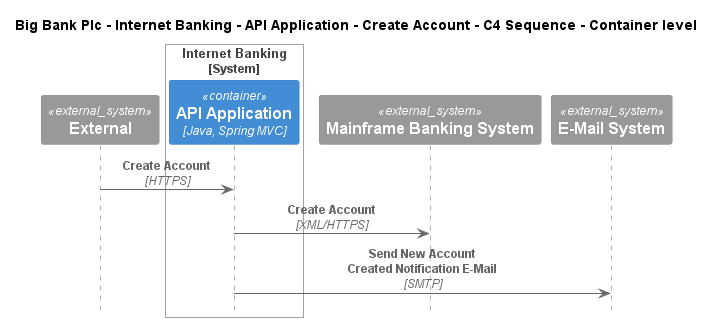 Big Bank Plc - Internet Banking - API Application - Create Account - C4 Sequence - Container level
Internet Banking
[System]
«external_system»
External
«container»
API Application
[Java, Spring MVC]
«external_system»
Mainframe Banking System
«external_system»
E-Mail System
Create Account
[HTTPS]
Create Account
[XML/HTTPS]
Send New Account
Created Notification E-Mail
[SMTP]